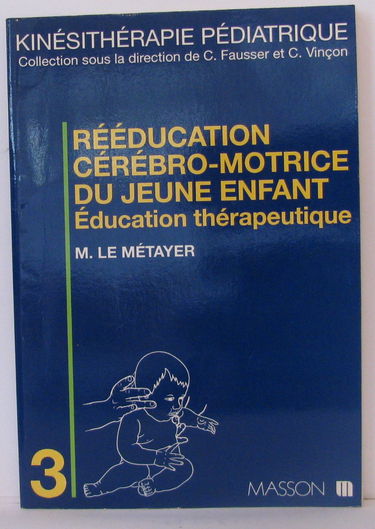 KINÉSITHÉRAPIE PÉDIATRIQUE
Collection sous la direction de C. Fausser et C. Vinçon
RÉÉDUCATION
CÉRÉBRO-MOTRICE
DU JEUNE ENFANT
Éducation thérapeutique
M. LE MÉTAYER
3
MASSON m